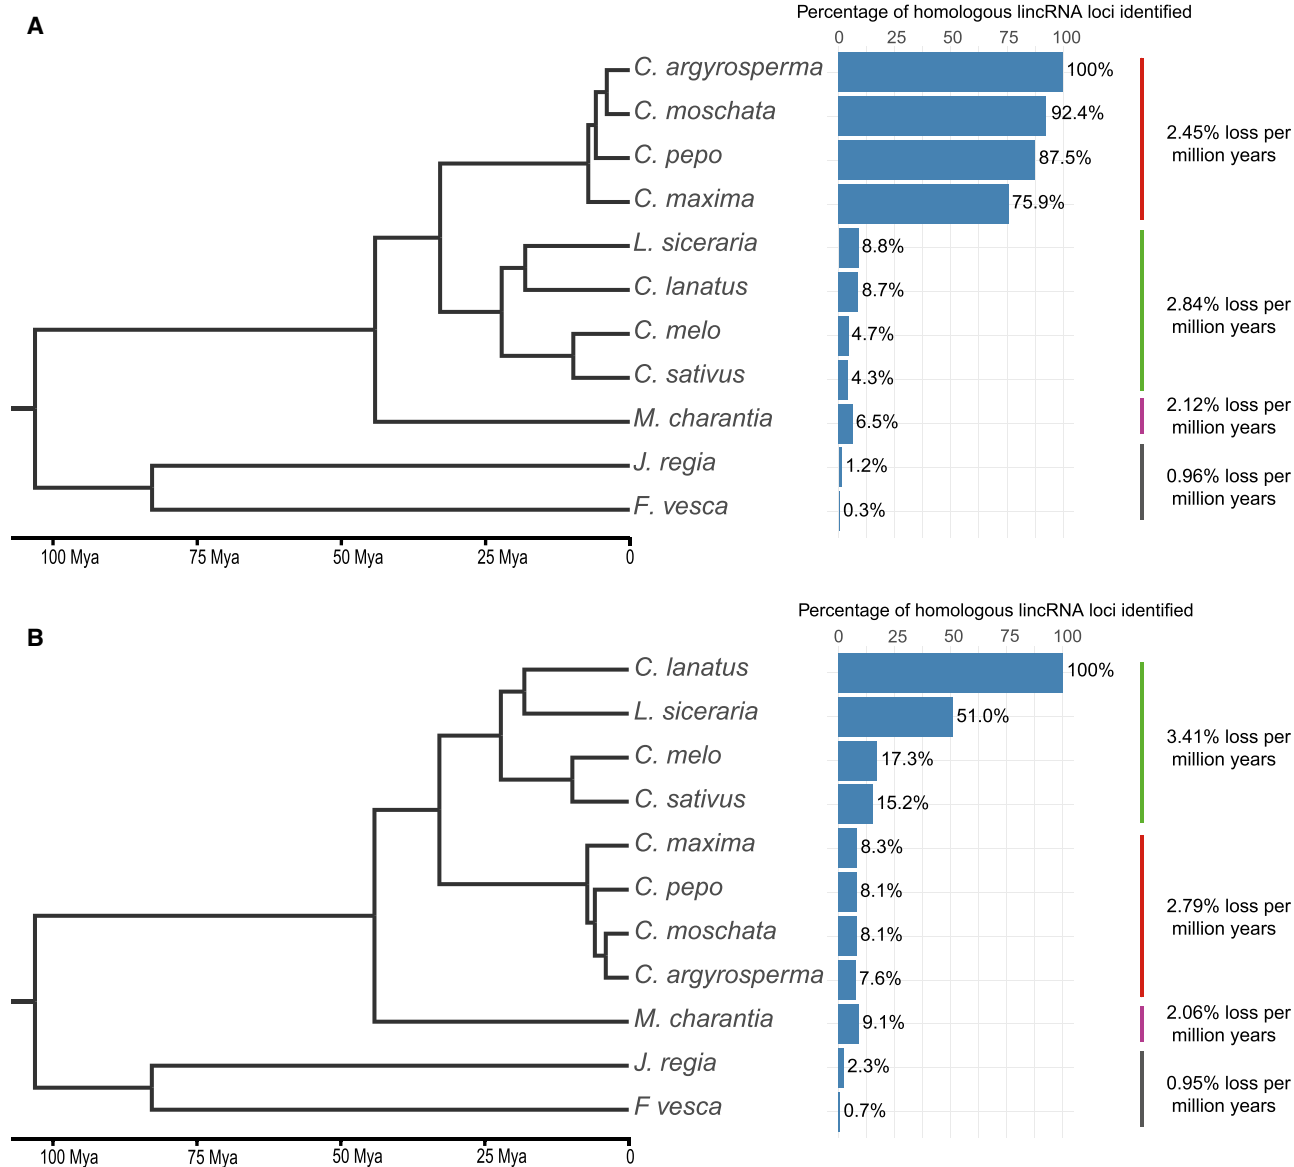 A
Percentage of homologous lincRNA loci identified
0 25 50 75 100
C. argyrosperma 100%
C. moschata 92.4%
C. pepo 87.5%
C. maxima 75.9%
2.45% loss per
million years
L. siceraria 8.8%
C. lanatus 8.7%
C. melo 4.7%
C. sativus 4.3%
2.84% loss per
million years
M. charantia 6.5%
2.12% loss per
million years
J. regia 1.2%
F. vesca 0.3%
0.96% loss per
million years
100 Mya 75 Mya 50 Mya 25 Mya 0
B
Percentage of homologous lincRNA loci identified
0 25 50 75 100
C. lanatus 100%
L. siceraria 51.0%
C. melo 17.3%
C. sativus 15.2%
3.41% loss per
million years
C. maxima 8.3%
C. pepo 8.1%
C. moschata 8.1%
C. argyrosperma 7.6%
2.79% loss per
million years
M. charantia 9.1%
2.06% loss per
million years
J. regia 2.3%
F vesca 0.7%
0.95% loss per
million years
100 Mya 75 Mya 50 Mya 25 Mya 0